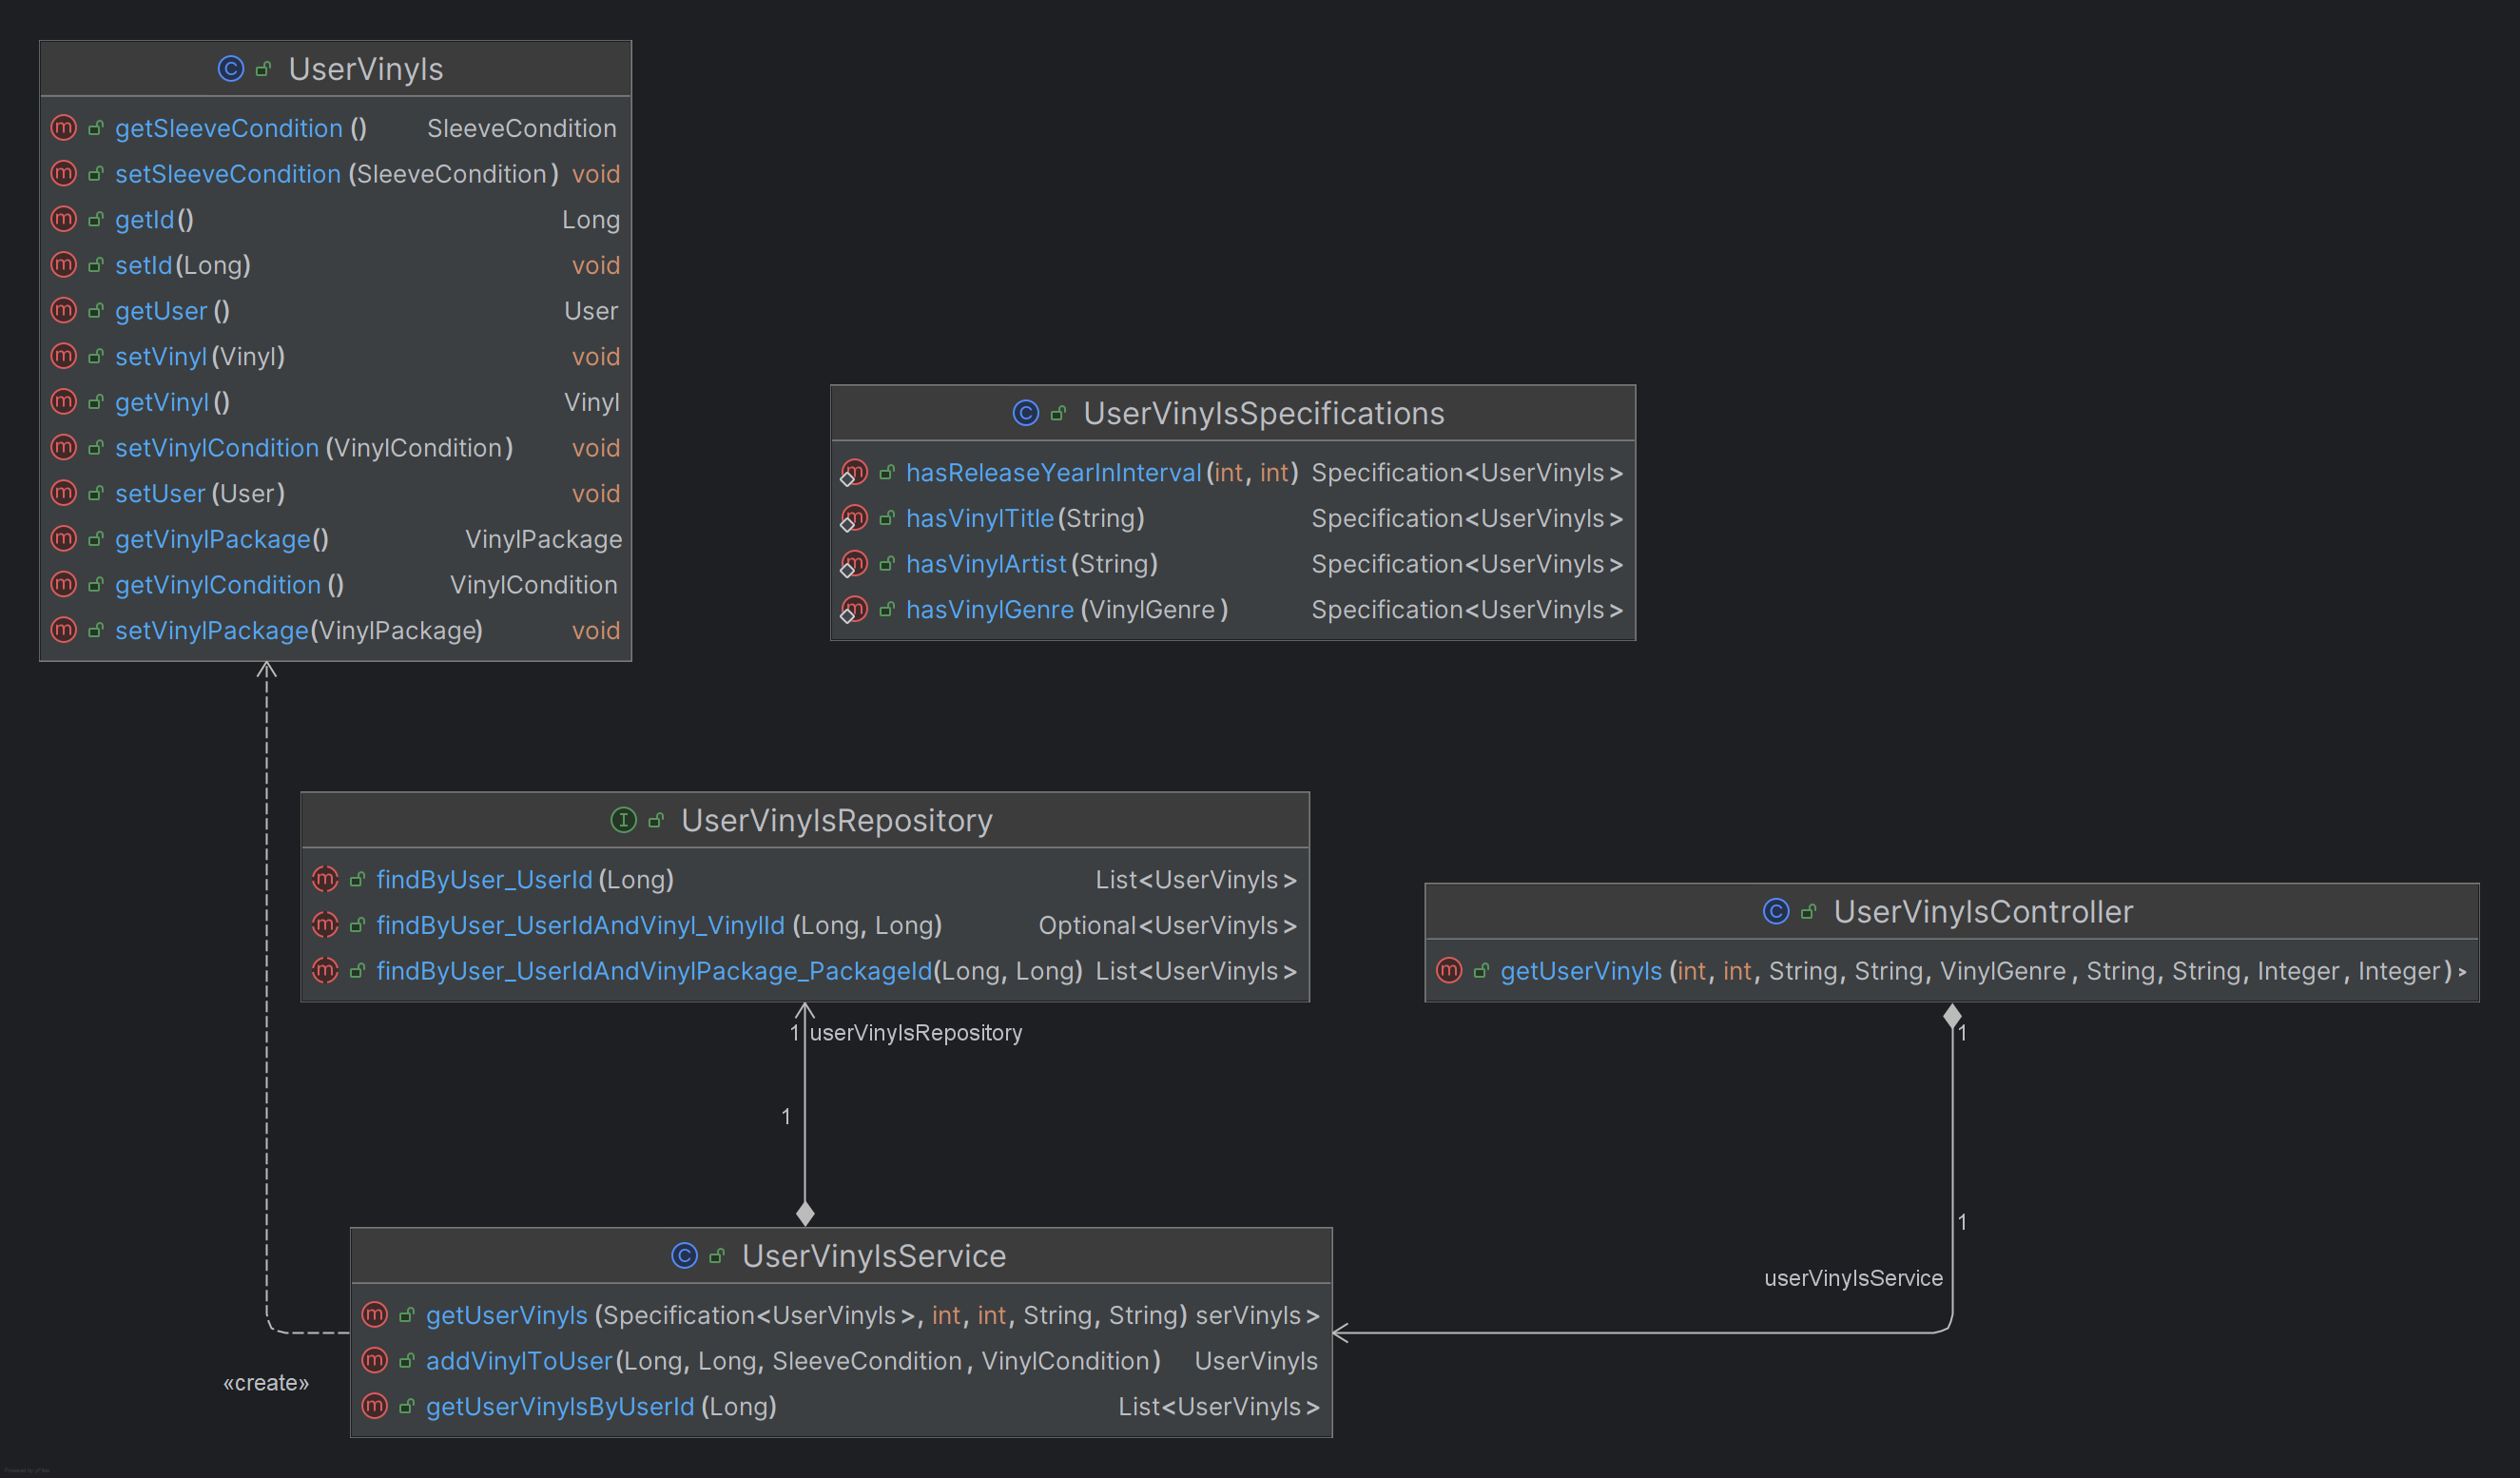 UserVinyls
getSleeveCondition () SleeveCondition
setSleeveCondition (SleeveCondition) void
getId() Long
setId(Long) void
getUser () User
setVinyl (Vinyl) void
getVinyl () Vinyl
setVinylCondition (VinylCondition) void
setUser (User) void
getVinylPackage() VinylPackage
getVinylCondition () VinylCondition
setVinylPackage(VinylPackage) void
UserVinylsSpecifications
hasReleaseYearInInterval (int, int) Specification<UserVinyls>
hasVinylTitle (String) Specification<UserVinyls>
hasVinylArtist (String) Specification<UserVinyls>
hasVinylGenre (VinylGenre) Specification<UserVinyls>
UserVinylsRepository
findByUser_UserId (Long) List<UserVinyls>
findByUser_UserIdAndVinyl_VinylId (Long, Long) Optional<UserVinyls>
findByUser_UserIdAndVinylPackage_PackageId(Long, Long) List<UserVinyls>
UserVinylsController
getUserVinyls (int, int, String, String, VinylGenre, String, String, Integer, Integer) >
1 userVinylsRepository
1
1
1
userVinylsService
UserVinylsService
getUserVinyls (Specification<UserVinyls>, int, int, String, String) serVinyls>
addVinylToUser (Long, Long, SleeveCondition, VinylCondition) UserVinyls
getUserVinylsByUserId (Long) List<UserVinyls>
«create»